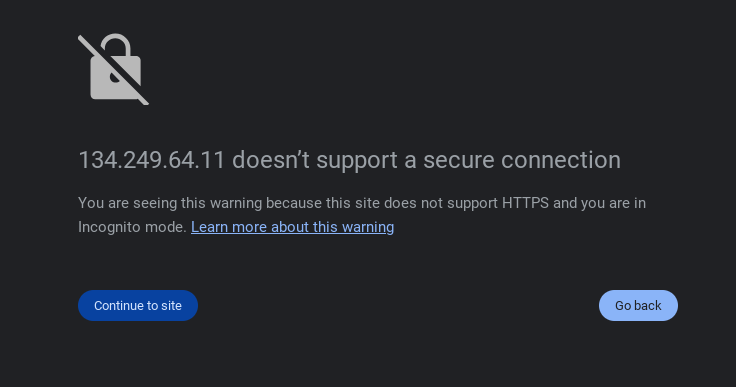 134.249.64.11 doesn’t support a secure connection
You are seeing this warning because this site does not support HTTPS and you are in
Incognito mode. Learn more about this warning
Continue to site
Go back